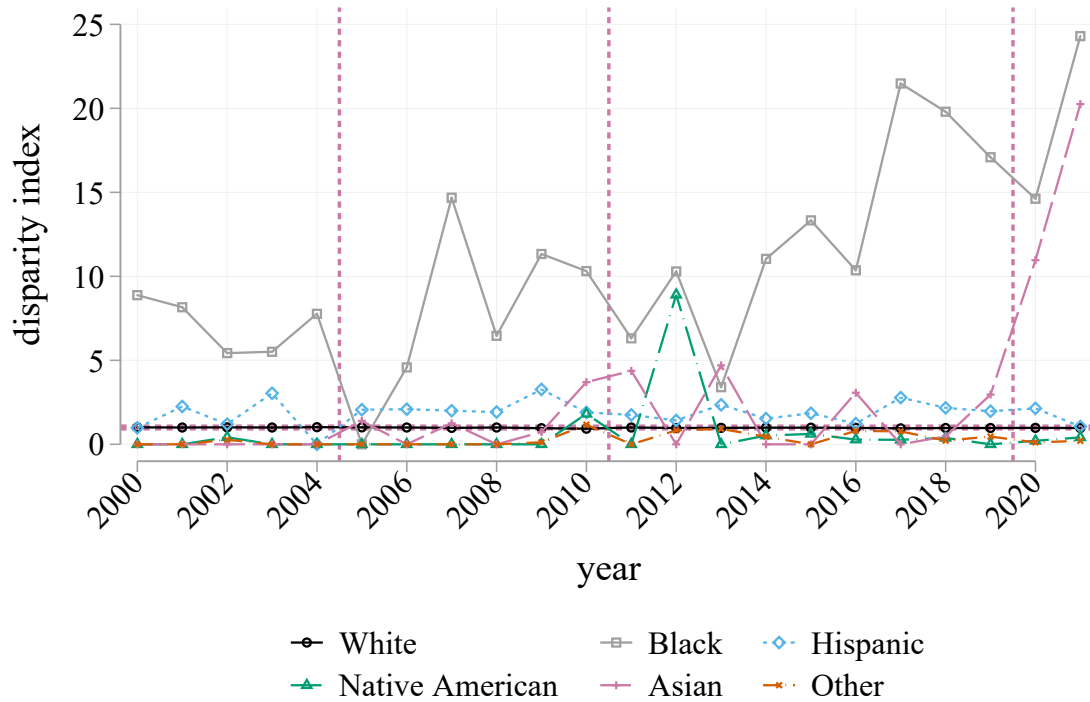 25
20
15
10
5
0
disparity index
2000 2002 2004 2006 2008 2010 2012 2014 2016 2018 2020
year
White Black Hispanic
Native American Asian Other